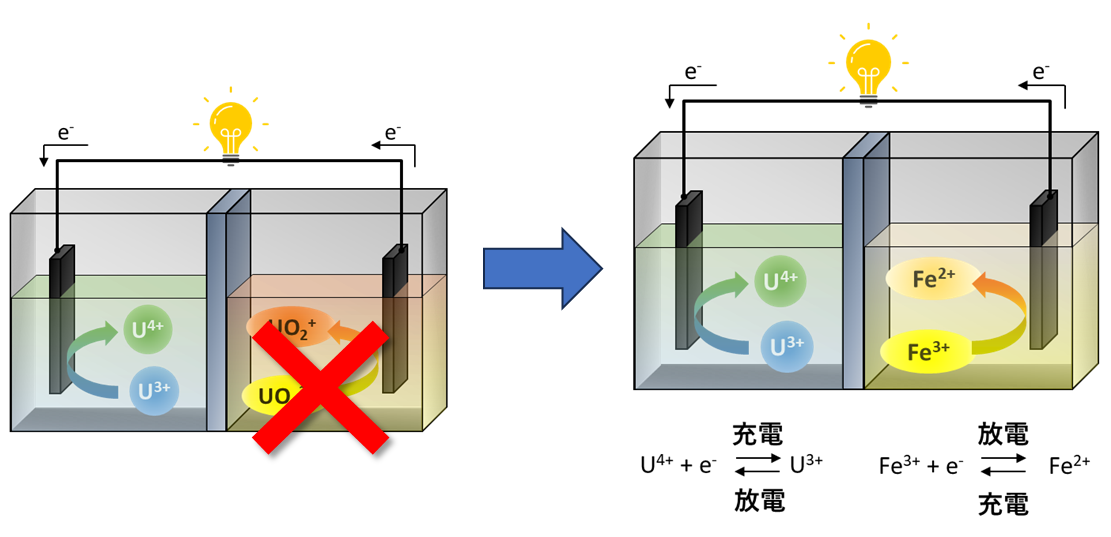 e⁻ e⁻
U⁴⁺ UO₂⁺
U³⁺ UO
e⁻ e⁻
U⁴⁺ Fe²⁺
U³⁺ Fe³⁺
充電 放電
U⁴⁺ + e⁻ ⇌ U³⁺ Fe³⁺ + e⁻ ⇌ Fe²⁺
放電 充電